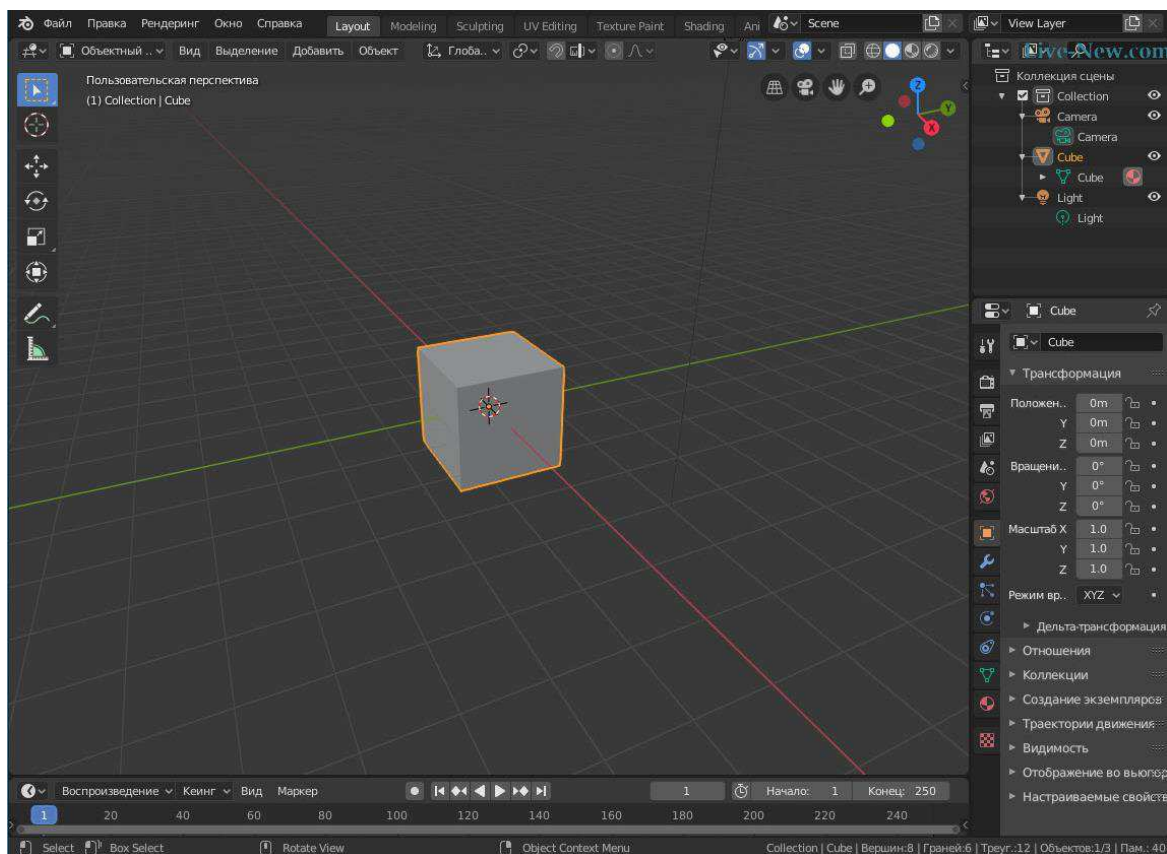 Файл Правка Рендеринг Окно Справка Layout Modeling Sculpting UV Editing Texture Paint Shading Ani Scene View Layer
Объектный .. Вид Выделение Добавить Объект Глоба.. Give-New.com
Пользовательская перспектива
(1) Collection | Cube
Z
Y
X
Коллекция сцены
Collection
Camera
Camera
Cube
Cube
Light
Light
Cube
Cube
Трансформация
Положен.. 0m
Y 0m
Z 0m
Вращени.. 0°
Y 0°
Z 0°
Масштаб X 1.0
Y 1.0
Z 1.0
Режим вр.. XYZ
Дельта-трансформация
Отношения
Коллекции
Создание экземпляров
Траектории движения
Видимость
Отображение во вьюпор
Настраиваемые свойств
Воспроизведение Кеинг Вид Маркер 1 Начало: 1 Конец: 250
1 20 40 60 80 100 120 140 160 180 200 220 240
Select Box Select Rotate View Object Context Menu Collection | Cube | Вершин:8 | Граней:6 | Треуг.:12 | Объектов:1/3 | Пам.: 40